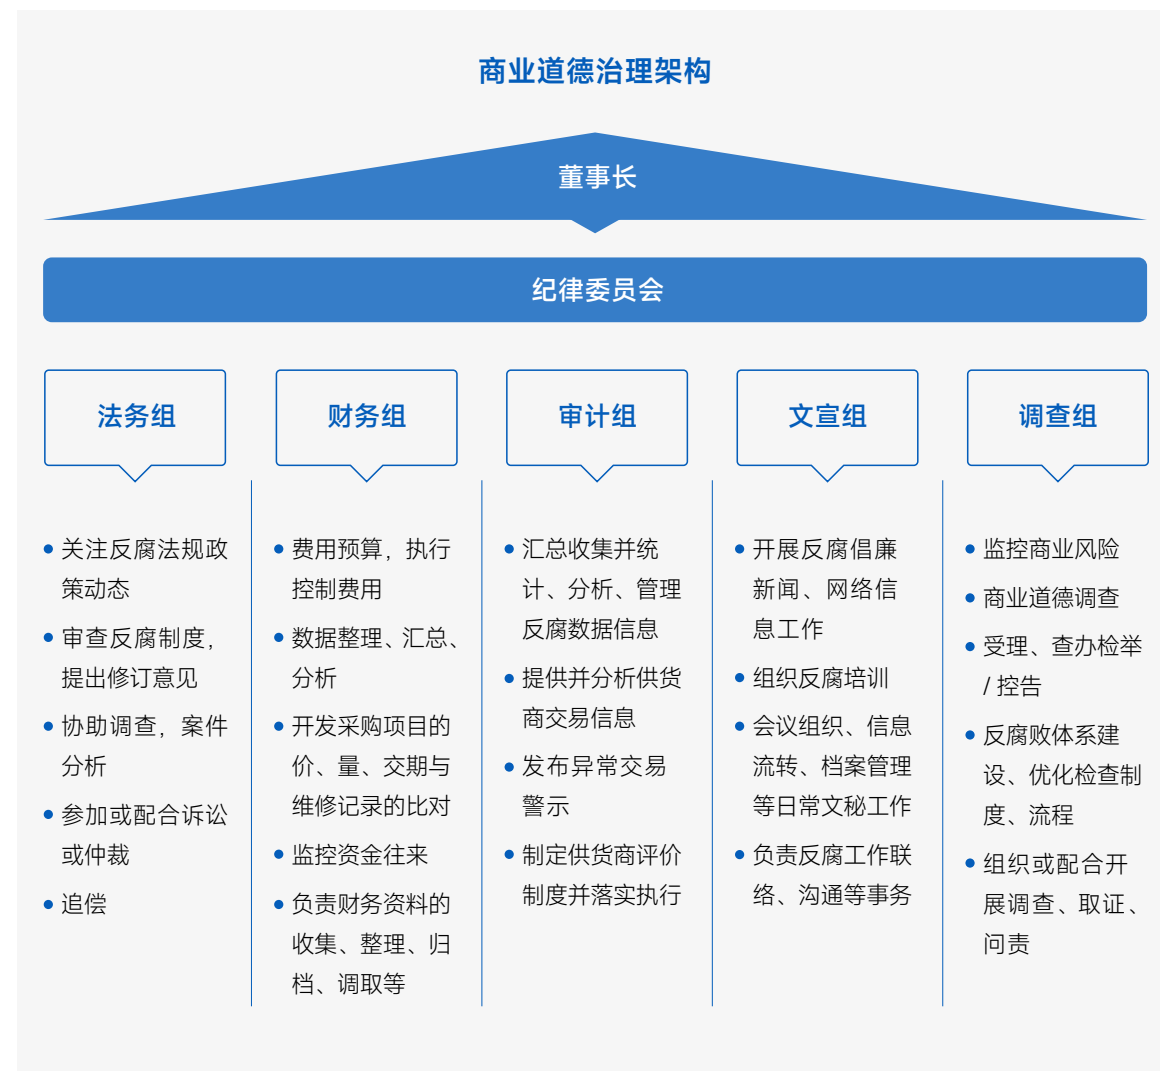 商业道德治理架构
董事长
纪律委员会
法务组
关注反腐法规政
策动态
审查反腐制度，
提出修订意见
协助调查，案件
分析
参加或配合诉讼
或仲裁
追偿
财务组
费用预算，执行
控制费用
数据整理、汇总、
分析
开发采购项目的
价、量、交期与
维修记录的比对
监控资金往来
负责财务资料的
收集、整理、归
档、调取等
审计组
汇总收集并统
计、分析、管理
反腐数据信息
提供并分析供货
商交易信息
发布异常交易
警示
制定供货商评价
制度并落实执行
文宣组
开展反腐倡廉
新闻、网络信
息工作
组织反腐培训
会议组织、信息
流转、档案管理
等日常文秘工作
负责反腐工作联
络、沟通等事务
调查组
监控商业风险
商业道德调查
受理、查办检举
/ 控告
反腐败体系建
设、优化检查制
度、流程
组织或配合开
展调查、取证、
问责